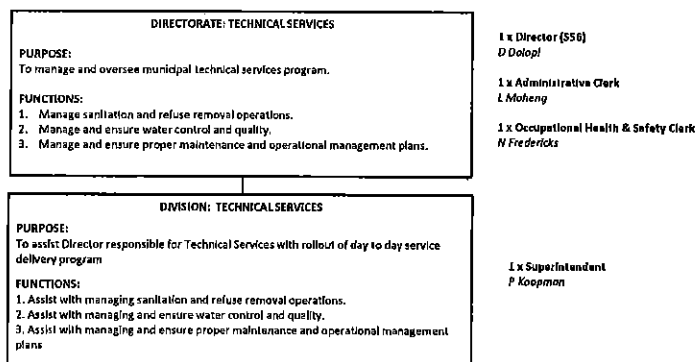 DIRECTORATE: TECHNICAL SERVICES
PURPOSE:
To manage and oversee municipal technical services program.
FUNCTIONS:
1. Manage sanitation and refuse removal operations.
2. Manage and ensure water control and quality.
3. Manage and ensure proper maintenance and operational management plans.
1 x Director (S56)
D Dolopi
1 x Administrative Clerk
L Moheng
1 x Occupational Health & Safety Clerk
N Fredericks
DIVISION: TECHNICAL SERVICES
PURPOSE:
To assist Director responsible for Technical Services with rollout of day to day service
delivery program
FUNCTIONS:
1. Assist with managing sanitation and refuse removal operations.
2. Assist with managing and ensure water control and quality.
3. Assist with managing and ensure proper maintenance and operational management
plans
1 x Superintendent
P Koopman